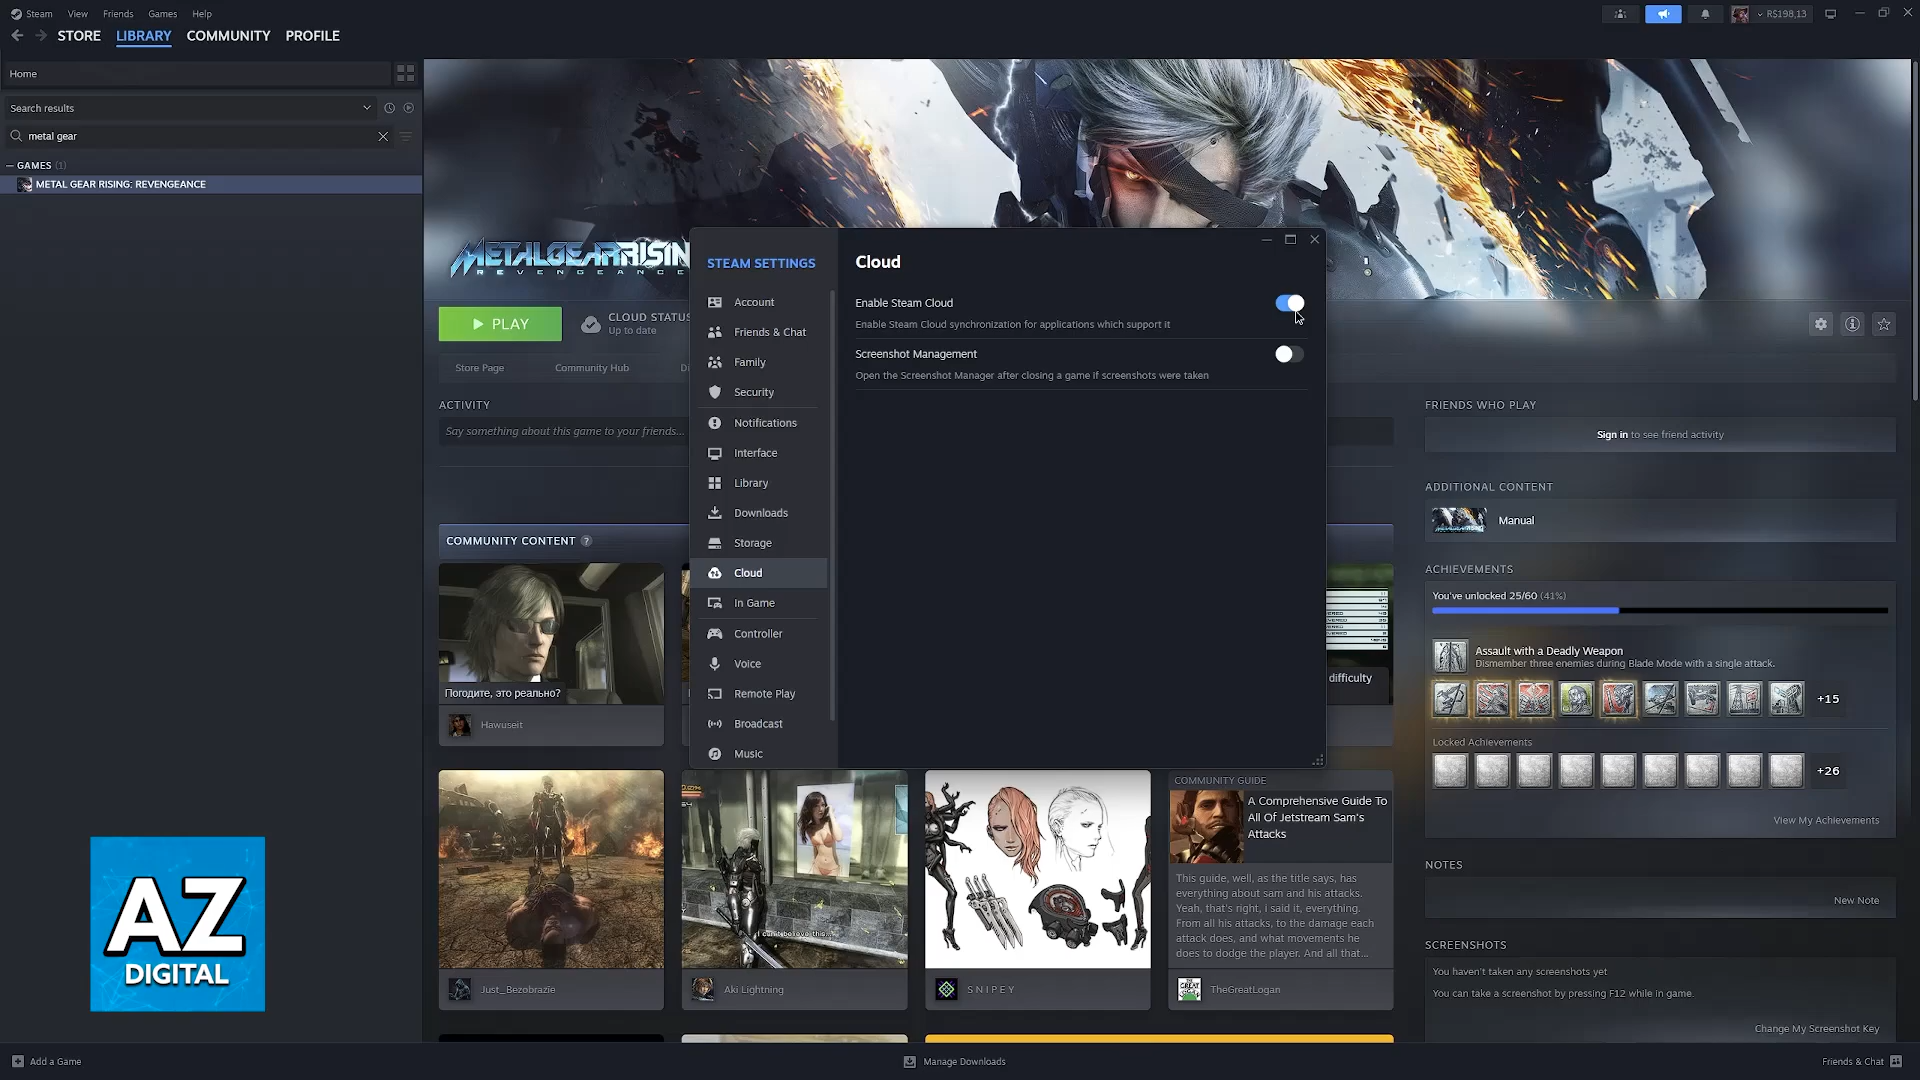 Steam View Friends Games Help
R$198,13
STORE LIBRARY COMMUNITY PROFILE
Home
Search results
metal gear
— GAMES (1)
METAL GEAR RISING: REVENGEANCE
METAL GEAR RISIN
REVENGEANCE
PLAY
CLOUD STATUS
Up to date
Store Page Community Hub Di
ACTIVITY
Say something about this game to your friends...
COMMUNITY CONTENT ?
Погодите, это реально?
Hawuseit
difficulty
STEAM SETTINGS
Account
Friends & Chat
Family
Security
Notifications
Interface
Library
Downloads
Storage
Cloud
In Game
Controller
Voice
Remote Play
Broadcast
Music
Cloud
Enable Steam Cloud
Enable Steam Cloud synchronization for applications which support it
Screenshot Management
Open the Screenshot Manager after closing a game if screenshots were taken
FRIENDS WHO PLAY
Sign in to see friend activity
ADDITIONAL CONTENT
Manual
ACHIEVEMENTS
You've unlocked 25/60 (41%)
Assault with a Deadly Weapon
Dismember three enemies during Blade Mode with a single attack.
+15
Locked Achievements
+26
View My Achievements
NOTES
New Note
SCREENSHOTS
You haven't taken any screenshots yet
You can take a screenshot by pressing F12 while in game.
Change My Screenshot Key
Just_Bezobrazie
Aki Lightning
SNIPEY
COMMUNITY GUIDE
A Comprehensive Guide To
All Of Jetstream Sam's
Attacks
This guide, well, as the title says, has
everything about sam and his attacks.
Yeah, that's right, i said it, everything.
From all his attacks, to the damage each
attack does, and what movements he
does to dodge the player. And all that...
TheGreatLogan
AZ
DIGITAL
Add a Game
Manage Downloads
Friends & Chat